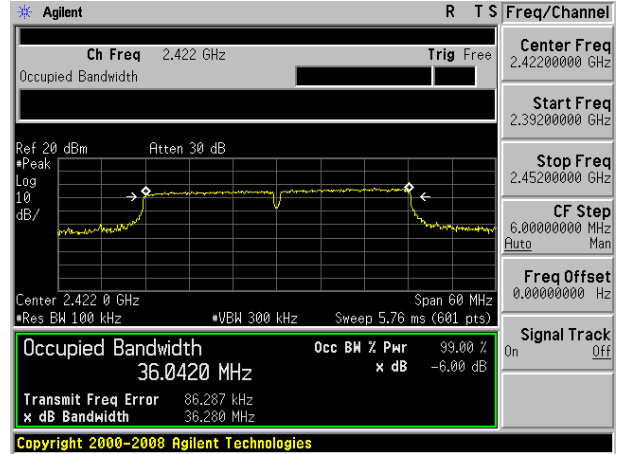 Agilent R T S Freq/Channel
Ch Freq 2.422 GHz Trig Free
Occupied Bandwidth
Center Freq
2.42200000 GHz
Start Freq
2.39200000 GHz
Stop Freq
2.45200000 GHz
CF Step
6.00000000 MHz
Auto Man
Freq Offset
0.00000000 Hz
Signal Track
On Off
Ref 20 dBm Atten 30 dB
#Peak
Log
10
dB/
Center 2.422 0 GHz Span 60 MHz
#Res BW 100 kHz #VBW 300 kHz Sweep 5.76 ms (601 pts)
Occupied Bandwidth Occ BW % Pwr 99.00 %
36.0420 MHz x dB -6.00 dB
Transmit Freq Error 86.287 kHz
x dB Bandwidth 36.280 MHz
Copyright 2000-2008 Agilent Technologies